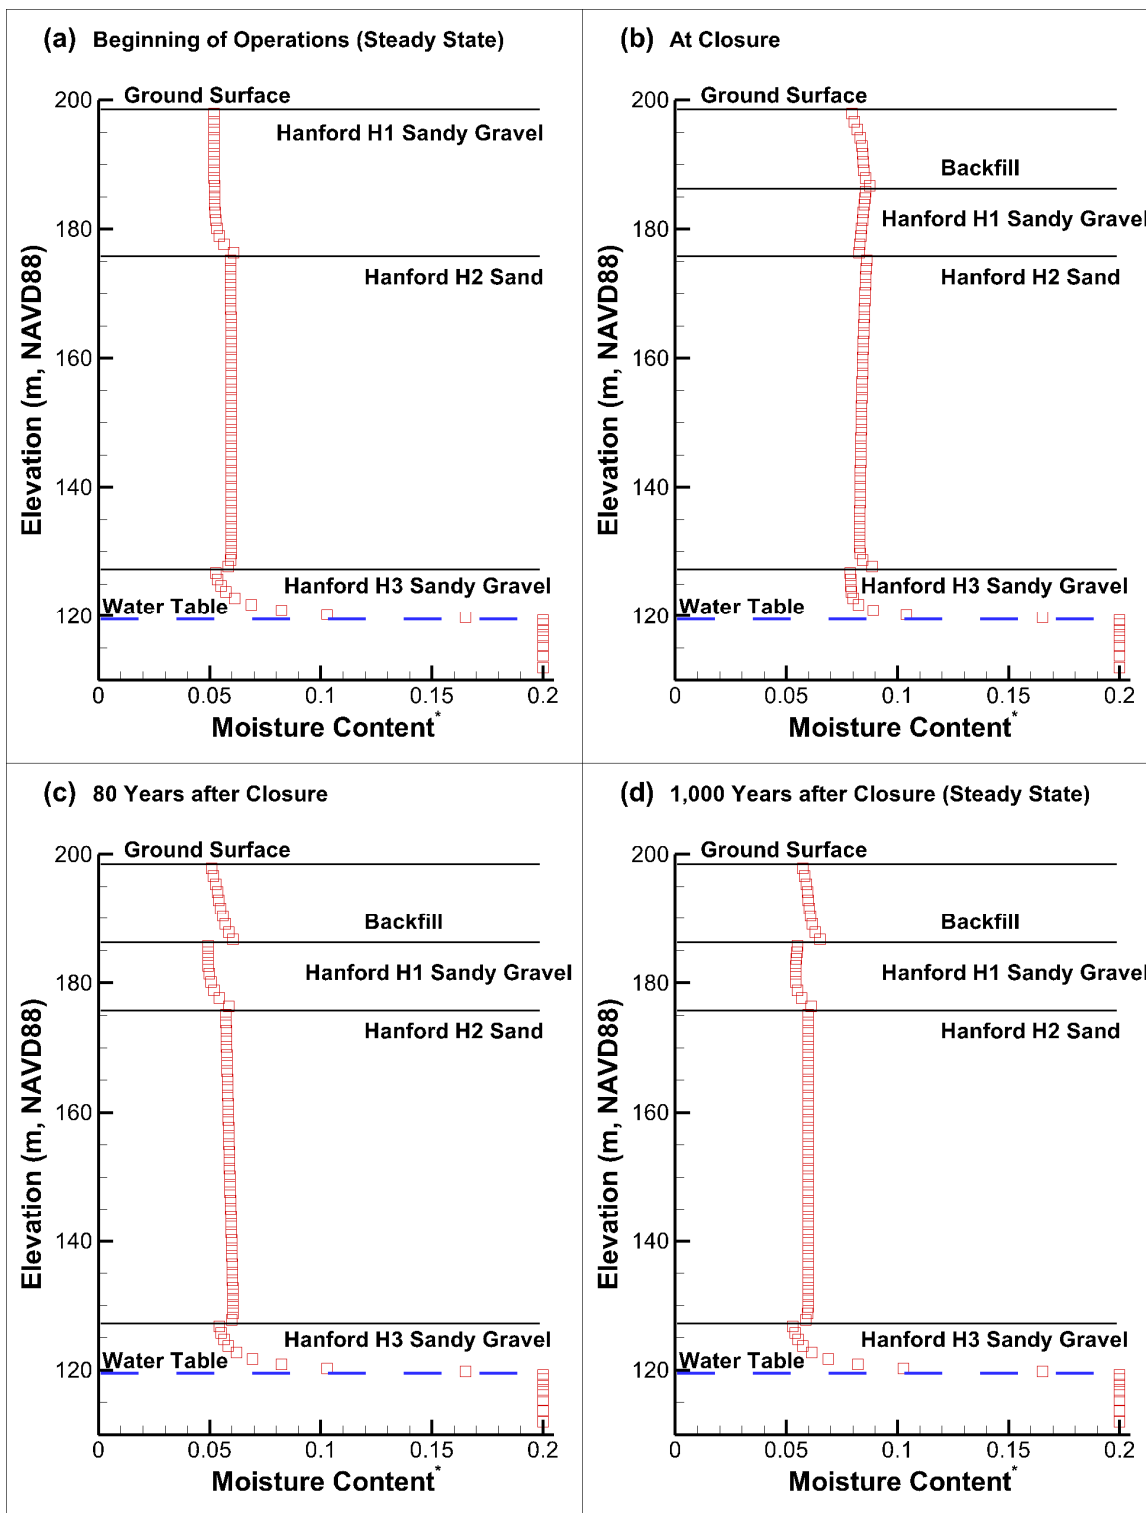 (a) Beginning of Operations (Steady State)
200
Ground Surface
Hanford H1 Sandy Gravel
180
Hanford H2 Sand
160
140
Hanford H3 Sandy Gravel
Water Table
120
0 0.05 0.1 0.15 0.2
Elevation (m, NAVD88)
Moisture Content*
(b) At Closure
200
Ground Surface
Backfill
180
Hanford H1 Sandy Gravel
Hanford H2 Sand
160
140
Hanford H3 Sandy Gravel
Water Table
120
0 0.05 0.1 0.15 0.2
Elevation (m, NAVD88)
Moisture Content*
(c) 80 Years after Closure
200
Ground Surface
Backfill
180
Hanford H1 Sandy Gravel
Hanford H2 Sand
160
140
Hanford H3 Sandy Gravel
Water Table
120
0 0.05 0.1 0.15 0.2
Elevation (m, NAVD88)
Moisture Content*
(d) 1,000 Years after Closure (Steady State)
200
Ground Surface
Backfill
180
Hanford H1 Sandy Gravel
Hanford H2 Sand
160
140
Hanford H3 Sandy Gravel
Water Table
120
0 0.05 0.1 0.15 0.2
Elevation (m, NAVD88)
Moisture Content*